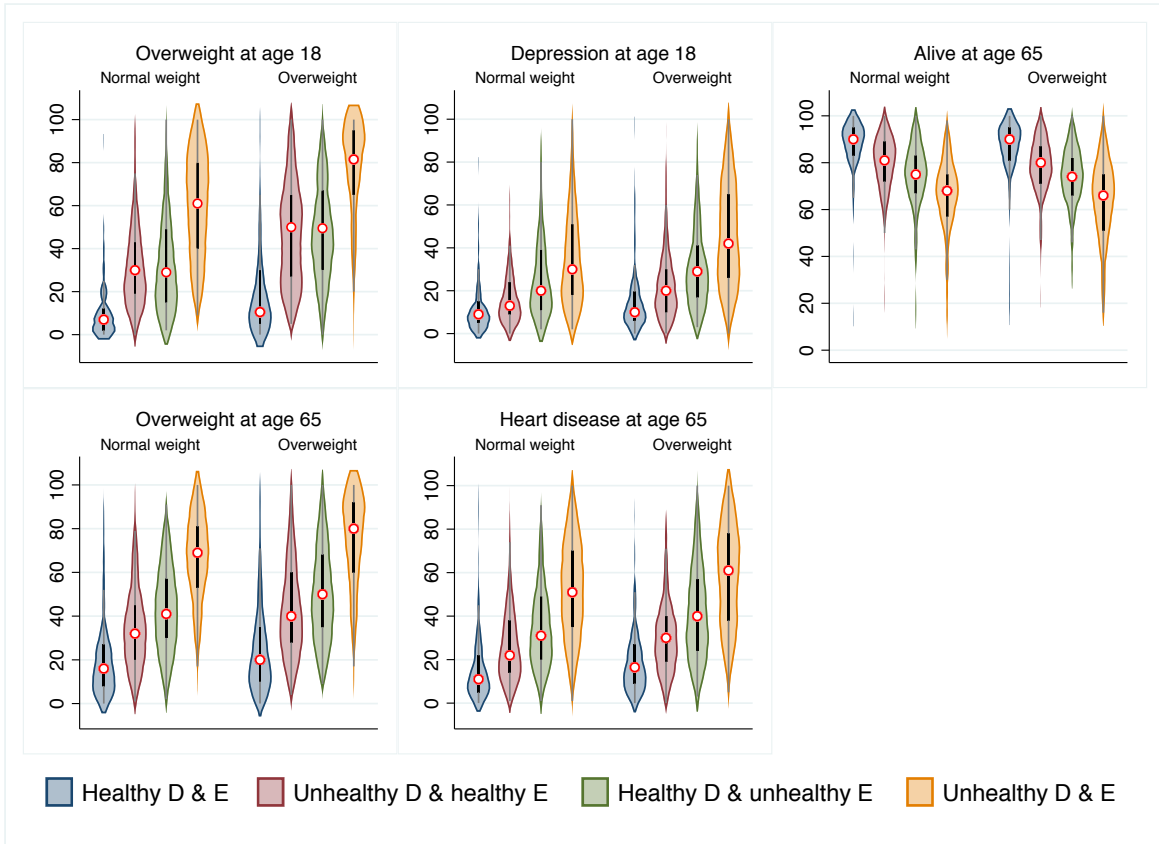 Overweight at age 18
Normal weight Overweight
100
80
60
40
20
0
Depression at age 18
Normal weight Overweight
100
80
60
40
20
0
Alive at age 65
Normal weight Overweight
100
80
60
40
20
0
Overweight at age 65
Normal weight Overweight
100
80
60
40
20
0
Heart disease at age 65
Normal weight Overweight
100
80
60
40
20
0
Healthy D & E Unhealthy D & healthy E Healthy D & unhealthy E Unhealthy D & E